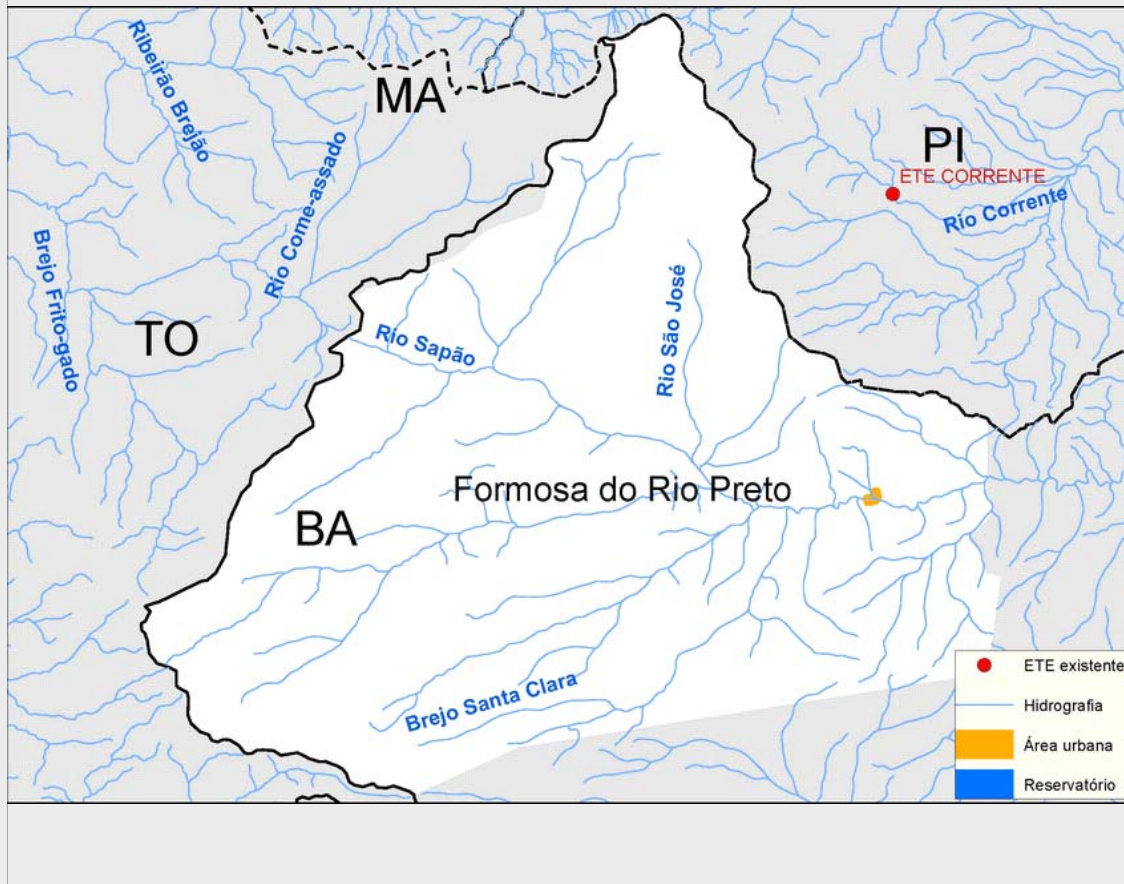 Ribeirão Brejão
MA
PI
ETE CORRENTE
Rio Corrente
Rio Come-assado
Brejo Frito-gado
TO
Rio Sapão
Rio São José
Formosa do Rio Preto
BA
Brejo Santa Clara
ETE existente
Hidrografia
Área urbana
Reservatório